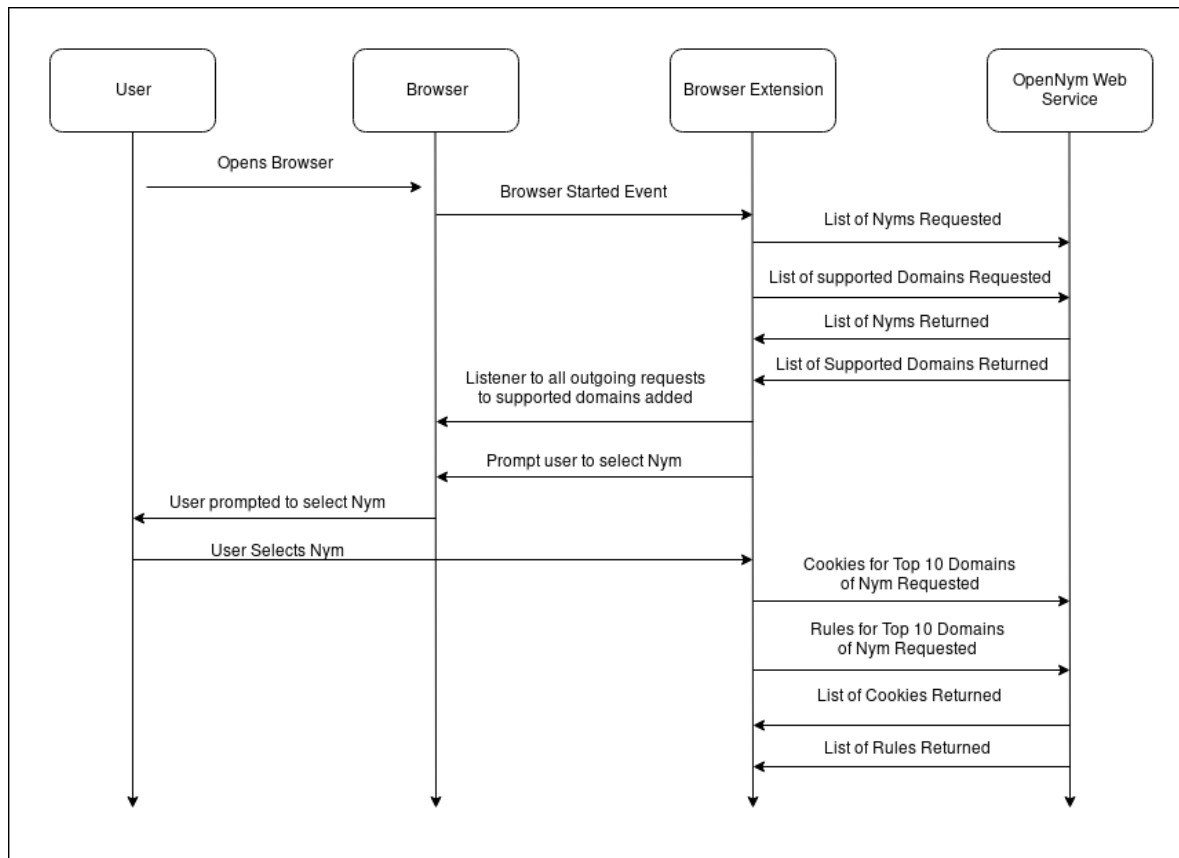 User
Browser
Browser Extension
OpenNym Web
Service
Opens Browser
Browser Started Event
List of Nyms Requested
List of supported Domains Requested
List of Nyms Returned
List of Supported Domains Returned
Listener to all outgoing requests
to supported domains added
Prompt user to select Nym
User prompted to select Nym
User Selects Nym
Cookies for Top 10 Domains
of Nym Requested
Rules for Top 10 Domains
of Nym Requested
List of Cookies Returned
List of Rules Returned